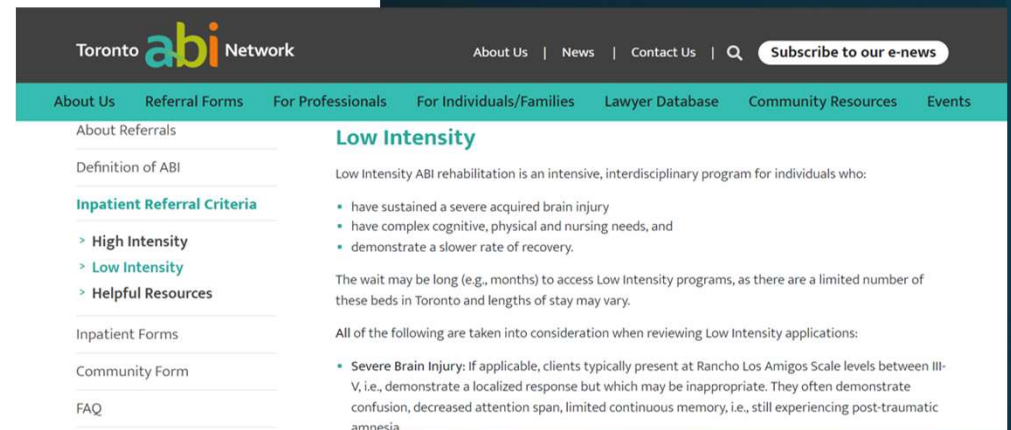 Toronto abi Network
About Us | News | Contact Us | Subscribe to our e-news
About Us Referral Forms For Professionals For Individuals/Families Lawyer Database Community Resources Events
About Referrals
Definition of ABI
Inpatient Referral Criteria
> High Intensity
> Low Intensity
> Helpful Resources
Inpatient Forms
Community Form
FAQ
Low Intensity
Low Intensity ABI rehabilitation is an intensive, interdisciplinary program for individuals who:
• have sustained a severe acquired brain injury
• have complex cognitive, physical and nursing needs, and
• demonstrate a slower rate of recovery.
The wait may be long (e.g., months) to access Low Intensity programs, as there are a limited number of
these beds in Toronto and lengths of stay may vary.
All of the following are taken into consideration when reviewing Low Intensity applications:
• Severe Brain Injury: If applicable, clients typically present at Rancho Los Amigos Scale levels between III-
V, i.e., demonstrate a localized response but which may be inappropriate. They often demonstrate
confusion, decreased attention span, limited continuous memory, i.e., still experiencing post-traumatic
amnesia